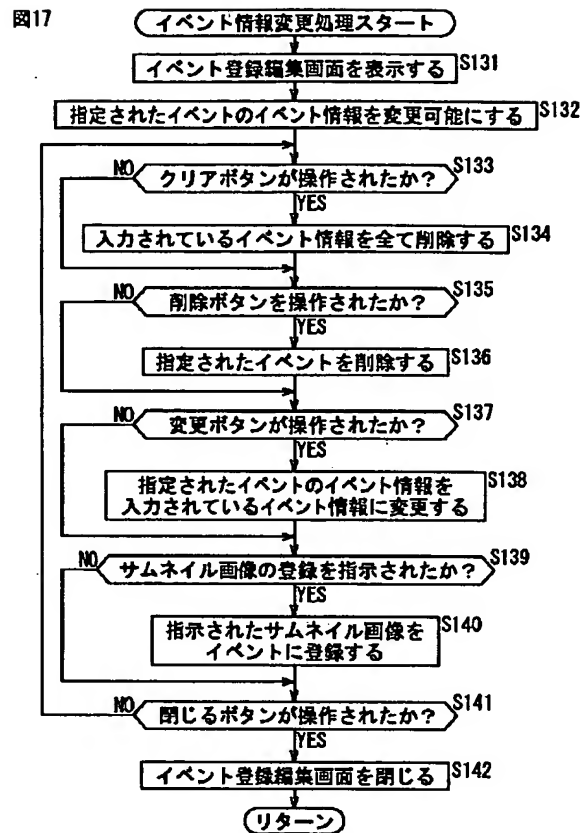 図17
イベント情報変更処理スタート
イベント登録編集画面を表示する S131
指定されたイベントのイベント情報を変更可能にする S132
NO クリアボタンが操作されたか? S133
YES
入力されているイベント情報を全て削除する S134
NO 削除ボタンを操作されたか? S135
YES
指定されたイベントを削除する S136
NO 変更ボタンが操作されたか? S137
YES
指定されたイベントのイベント情報を S138
入力されているイベント情報に変更する
NO サムネイル画像の登録を指示されたか? S139
YES
指示されたサムネイル画像を S140
イベントに登録する
NO 閉じるボタンが操作されたか? S141
YES
イベント登録編集画面を閉じる S142
リターン